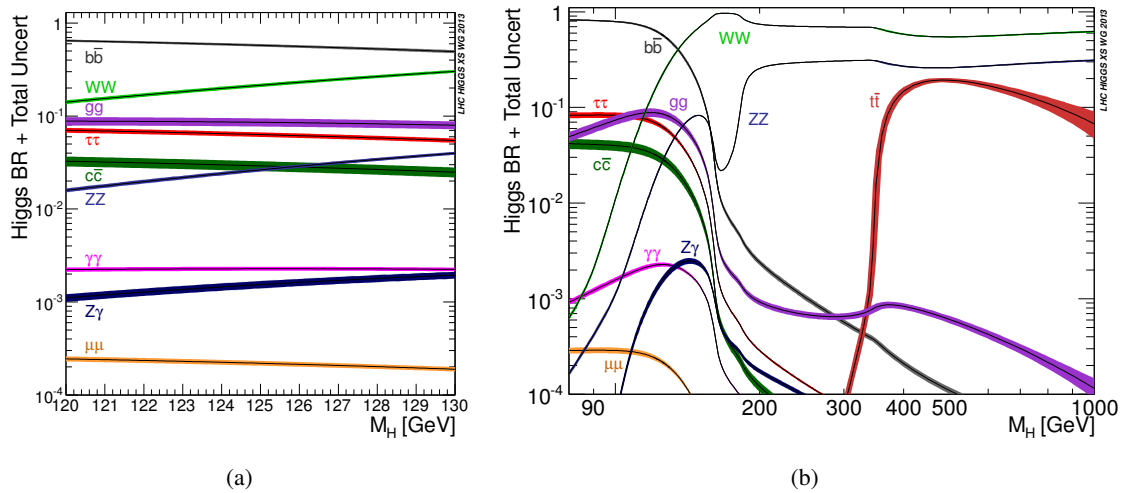 Higgs BR + Total Uncert
1
10⁻¹
10⁻²
10⁻³
10⁻⁴
bb̄
WW
gg
ττ
cc̄
ZZ
γγ
Zγ
μμ
LHC HIGGS XS WG 2013
120 121 122 123 124 125 126 127 128 129 130
M_H [GeV]
(a)
Higgs BR + Total Uncert
1
10⁻¹
10⁻²
10⁻³
10⁻⁴
bb̄
WW
ττ
gg
cc̄
ZZ
tt̄
γγ
Zγ
μμ
LHC HIGGS XS WG 2013
90 200 300 400 500 1000
M_H [GeV]
(b)